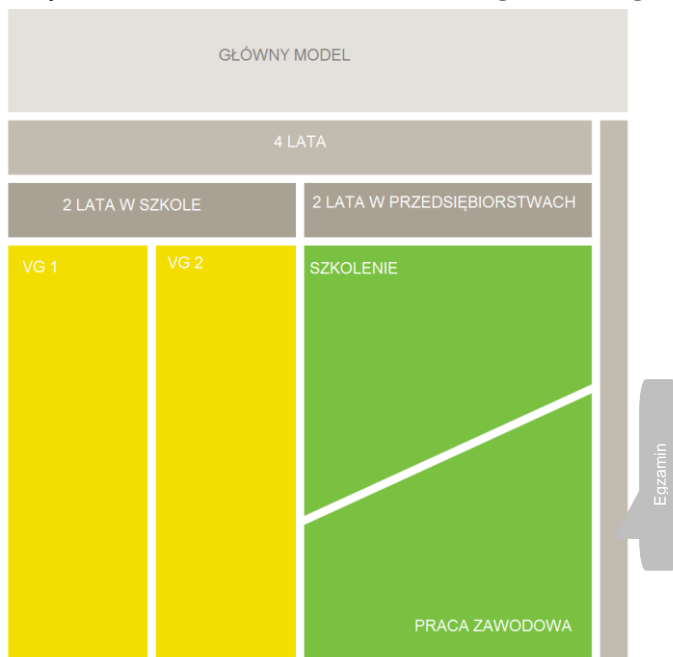 GŁÓWNY MODEL
4 LATA
2 LATA W SZKOLE
2 LATA W PRZEDSIĘBIORSTWACH
VG 1
VG 2
SZKOLENIE
PRACA ZAWODOWA
Egzamin